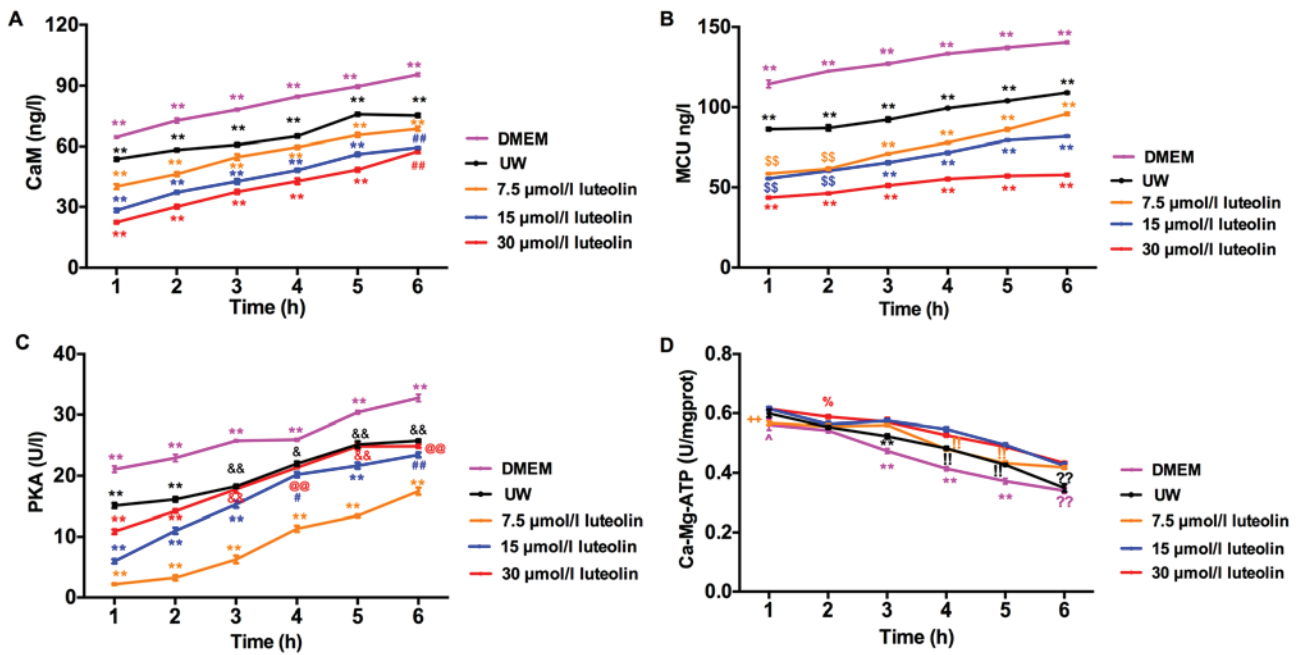 A
CaM (ng/l)
120
90
60
30
0
** ** ** ** ** **
** ** ** ** ** **
** ** ** ** ** **
** ** ** ** ** ##
** ** ** ** ** ##
1 2 3 4 5 6
Time (h)
DMEM
UW
7.5 µmol/l luteolin
15 µmol/l luteolin
30 µmol/l luteolin
B
MCU ng/l
150
100
50
0
** ** ** ** ** **
** ** ** ** ** **
$$ $$ ** ** ** **
$$ $$ ** ** ** **
** ** ** ** ** **
1 2 3 4 5 6
Time (h)
DMEM
UW
7.5 µmol/l luteolin
15 µmol/l luteolin
30 µmol/l luteolin
C
PKA (U/l)
40
30
20
10
0
** ** ** ** ** **
** ** && & && &&
** ** && @@ && @@
** ** ** # ** ##
** ** ** ** ** **
1 2 3 4 5 6
Time (h)
DMEM
UW
7.5 µmol/l luteolin
15 µmol/l luteolin
30 µmol/l luteolin
D
Ca-Mg-ATP (U/mgprot)
0.8
0.6
0.4
0.2
0.0
++ % !! !!
** !! !! ??
^ ** ** ** ??
1 2 3 4 5 6
Time (h)
DMEM
UW
7.5 µmol/l luteolin
15 µmol/l luteolin
30 µmol/l luteolin